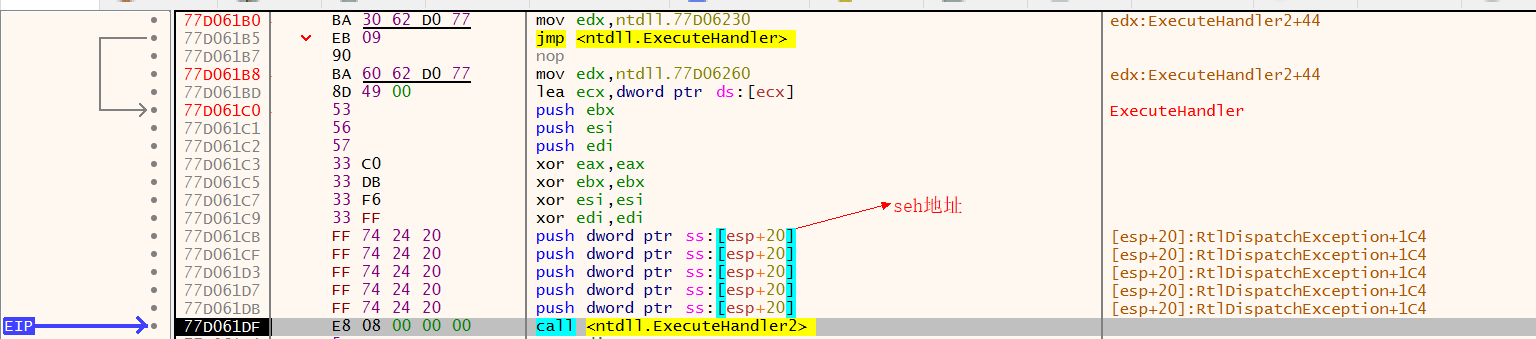 77D061B0 BA 30 62 D0 77 mov edx,ntdll.77D06230 edx:ExecuteHandler2+44
77D061B5 EB 09 jmp <ntdll.ExecuteHandler>
77D061B7 90 nop
77D061B8 BA 60 62 D0 77 mov edx,ntdll.77D06260 edx:ExecuteHandler2+44
77D061BD 8D 49 00 lea ecx,dword ptr ds:[ecx]
77D061C0 53 push ebx ExecuteHandler
77D061C1 56 push esi
77D061C2 57 push edi
77D061C3 33 C0 xor eax,eax
77D061C5 33 DB xor ebx,ebx
77D061C7 33 F6 xor esi,esi
seh地址
77D061C9 33 FF xor edi,edi
77D061CB FF 74 24 20 push dword ptr ss:[esp+20] [esp+20]:RtlDispatchException+1C4
77D061CF FF 74 24 20 push dword ptr ss:[esp+20] [esp+20]:RtlDispatchException+1C4
77D061D3 FF 74 24 20 push dword ptr ss:[esp+20] [esp+20]:RtlDispatchException+1C4
77D061D7 FF 74 24 20 push dword ptr ss:[esp+20] [esp+20]:RtlDispatchException+1C4
77D061DB FF 74 24 20 push dword ptr ss:[esp+20] [esp+20]:RtlDispatchException+1C4
EIP 77D061DF E8 08 00 00 00 call <ntdll.ExecuteHandler2>